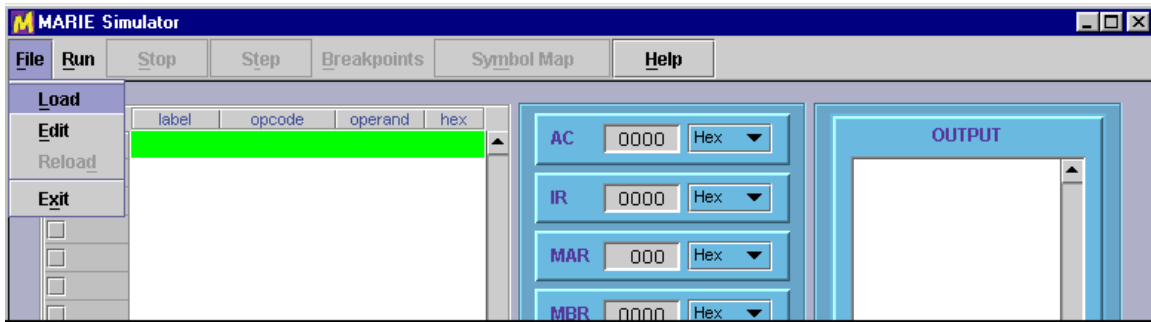 MARIE Simulator
File Run Stop Step Breakpoints Symbol Map Help
Load
Edit
Reload
Exit
label opcode operand hex
AC 0000 Hex
IR 0000 Hex
MAR 000 Hex
MBR 0000 Hex
OUTPUT